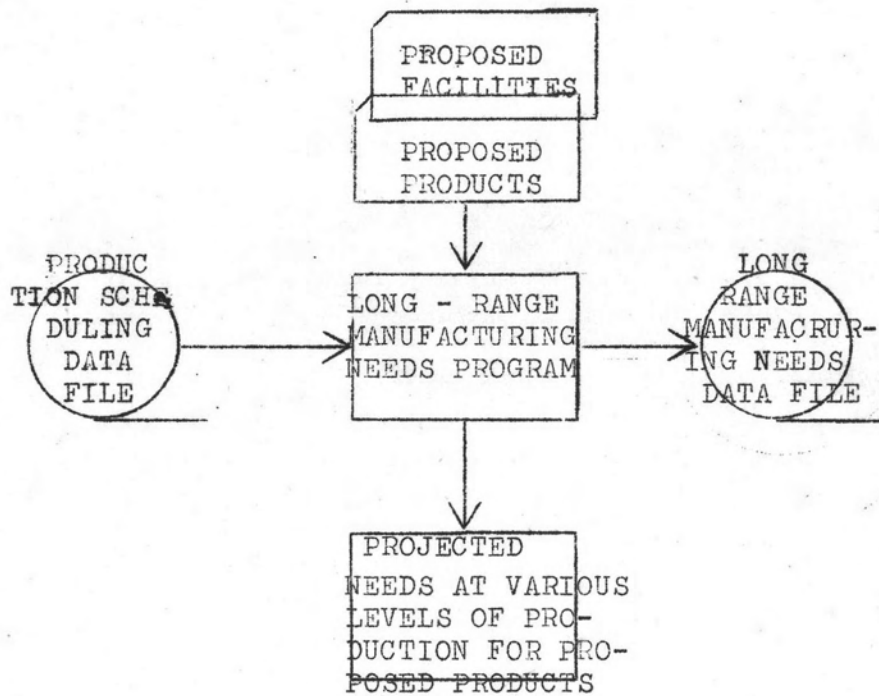 PROPOSED
FACILITIES
PROPOSED
PRODUCTS
PRODUC
TION SCHE
DULING
DATA
FILE
LONG - RANGE
MANUFACTURING
NEEDS PROGRAM
LONG
RANGE
MANUFACRUR-
ING NEEDS
DATA FILE
PROJECTED
NEEDS AT VARIOUS
LEVELS OF PRO-
DUCTION FOR PRO-
POSED PRODUCTS